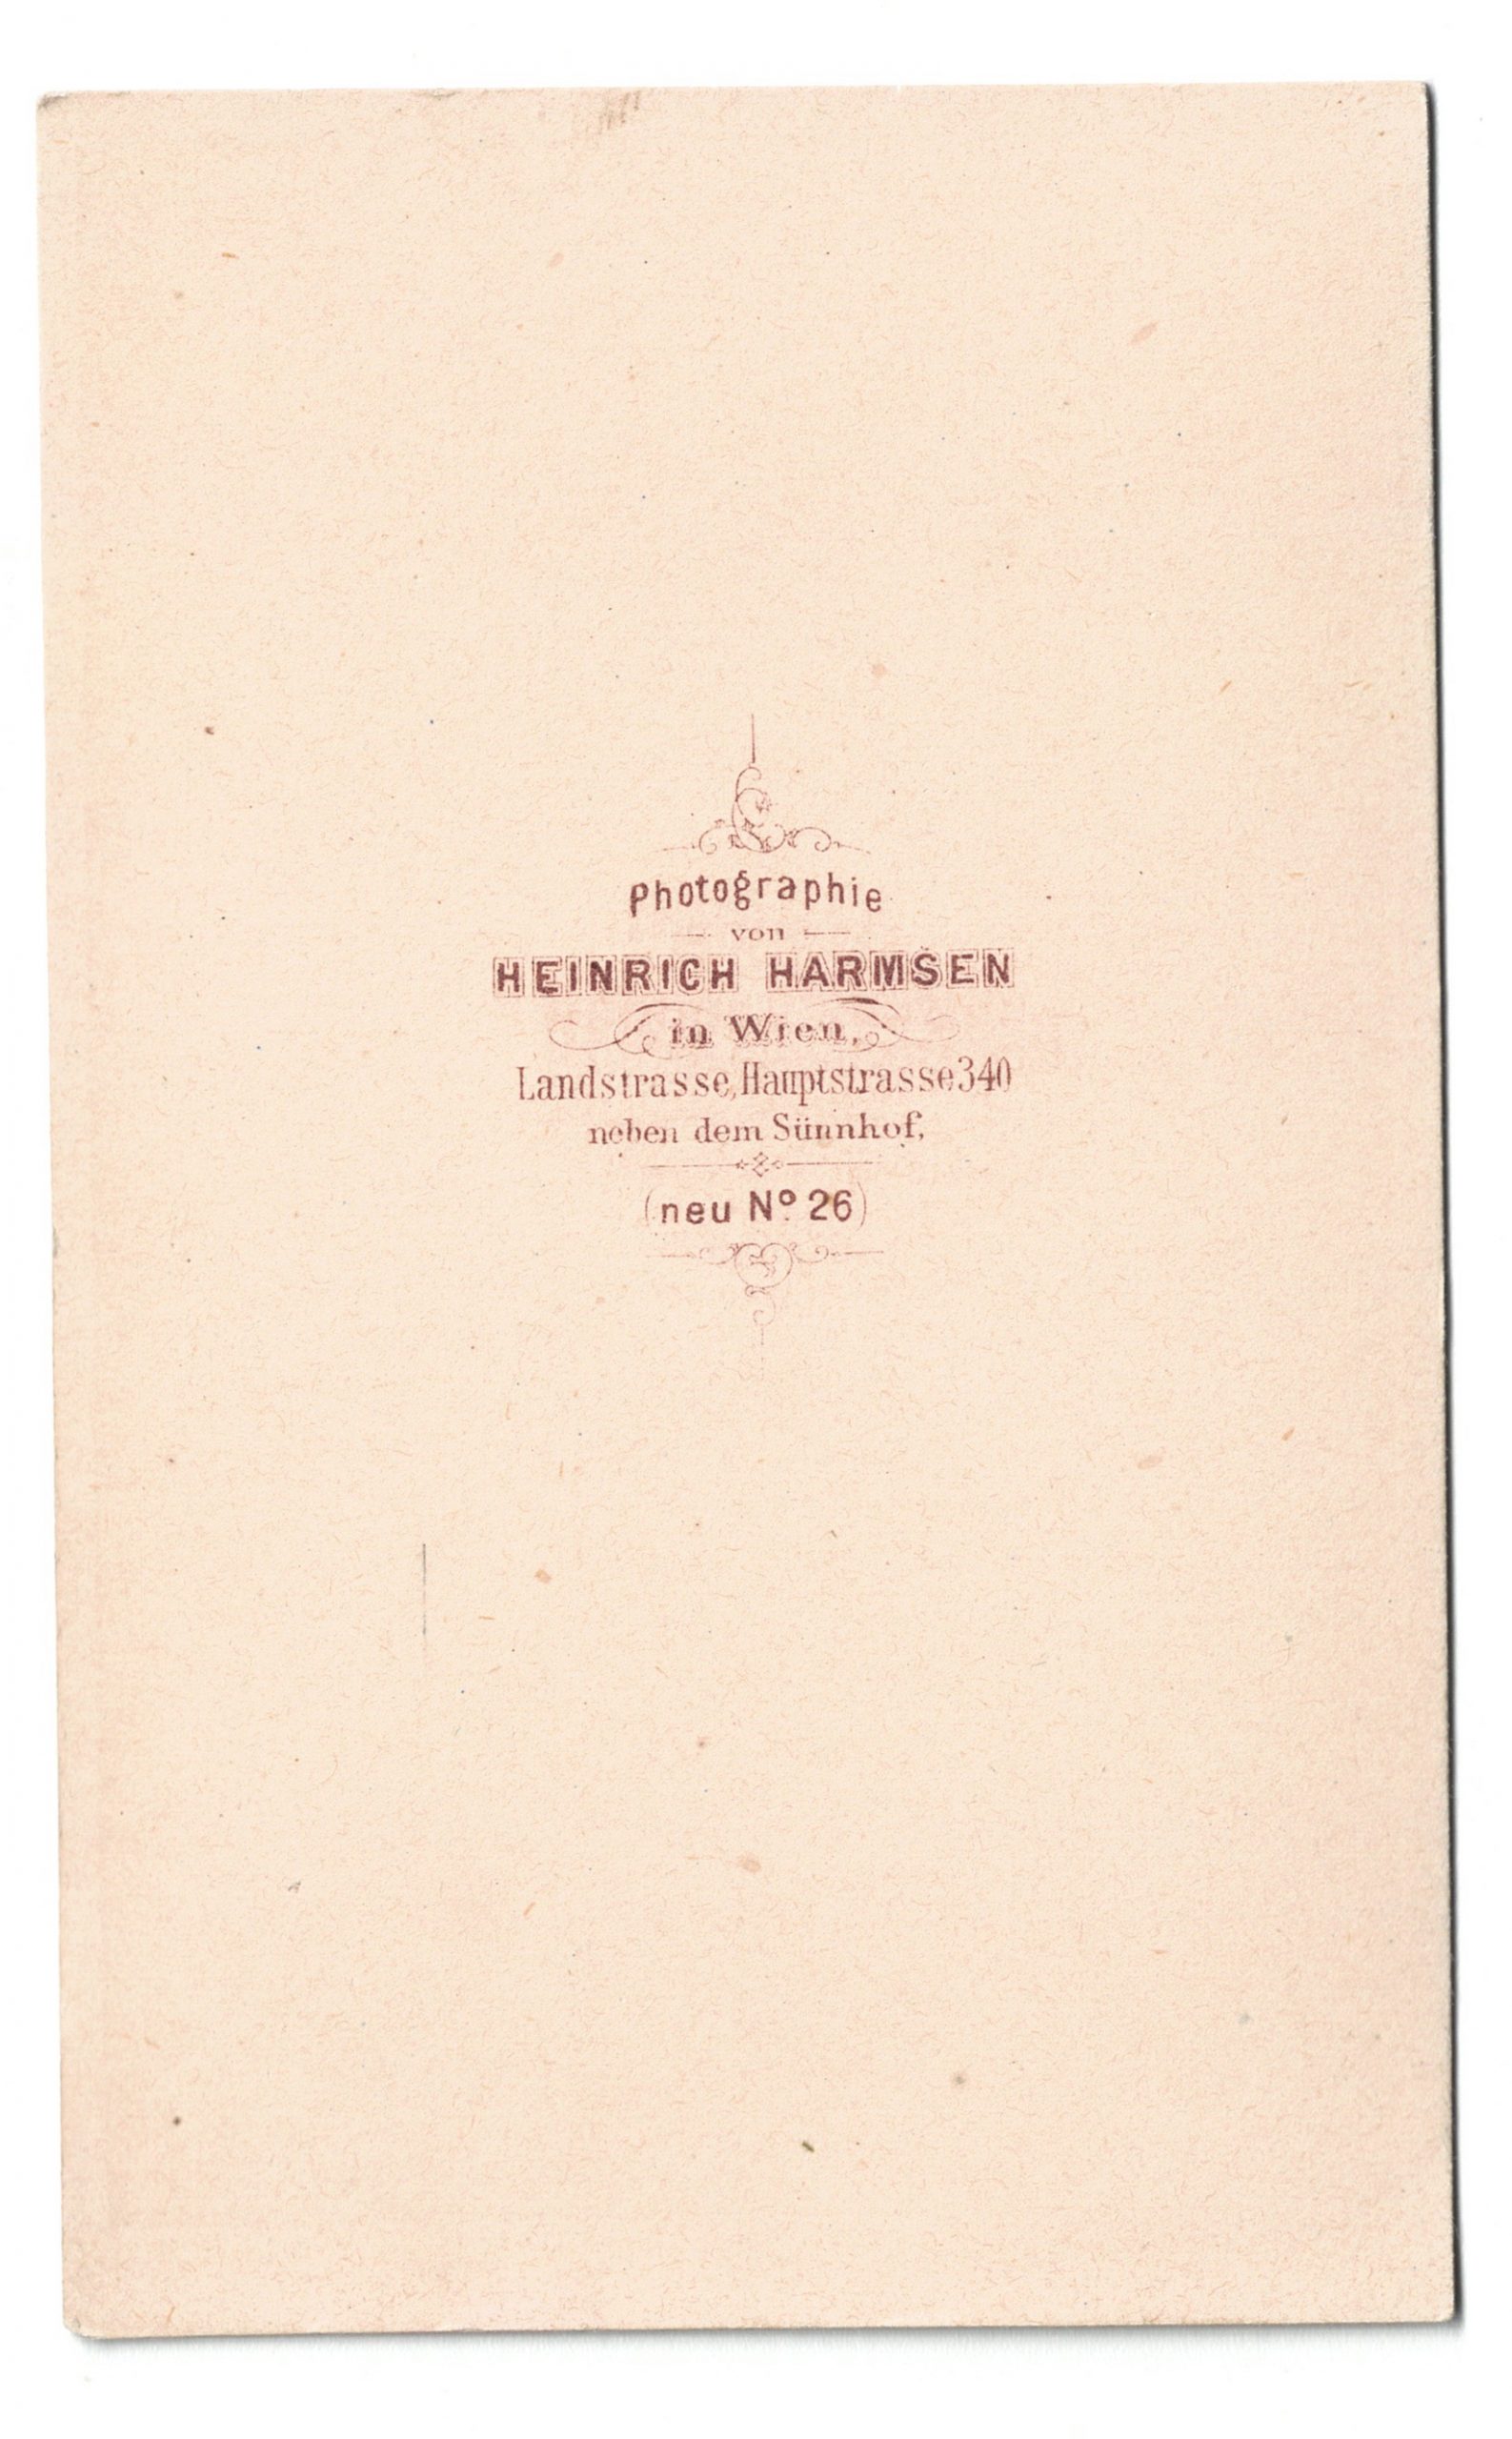 Photographie
von
HEINRICH HARMSEN
in Wien,
Landstrasse, Hauptstrasse 340
neben dem Sünnhof,
(neu No 26)